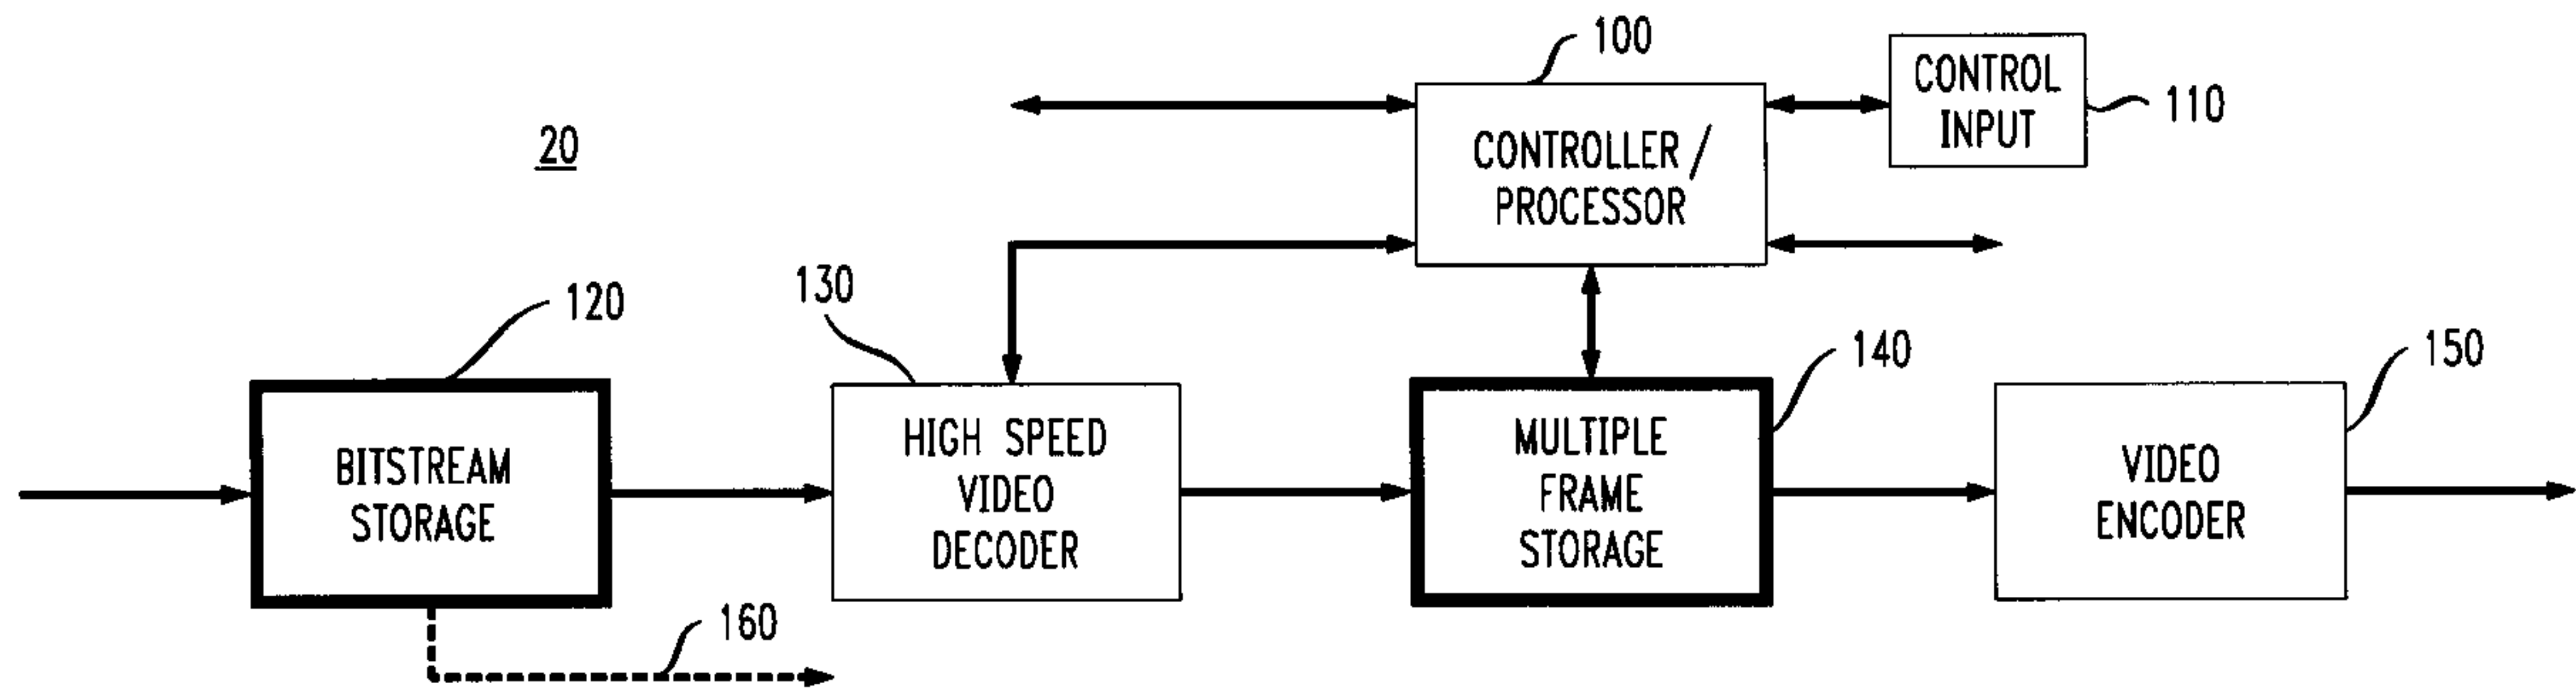 100
CONTROL
INPUT
110
20
CONTROLLER/
PROCESSOR
120
130
140
150
BITSTREAM
STORAGE
HIGH SPEED
VIDEO
DECODER
MULTIPLE
FRAME
STORAGE
VIDEO
ENCODER
160